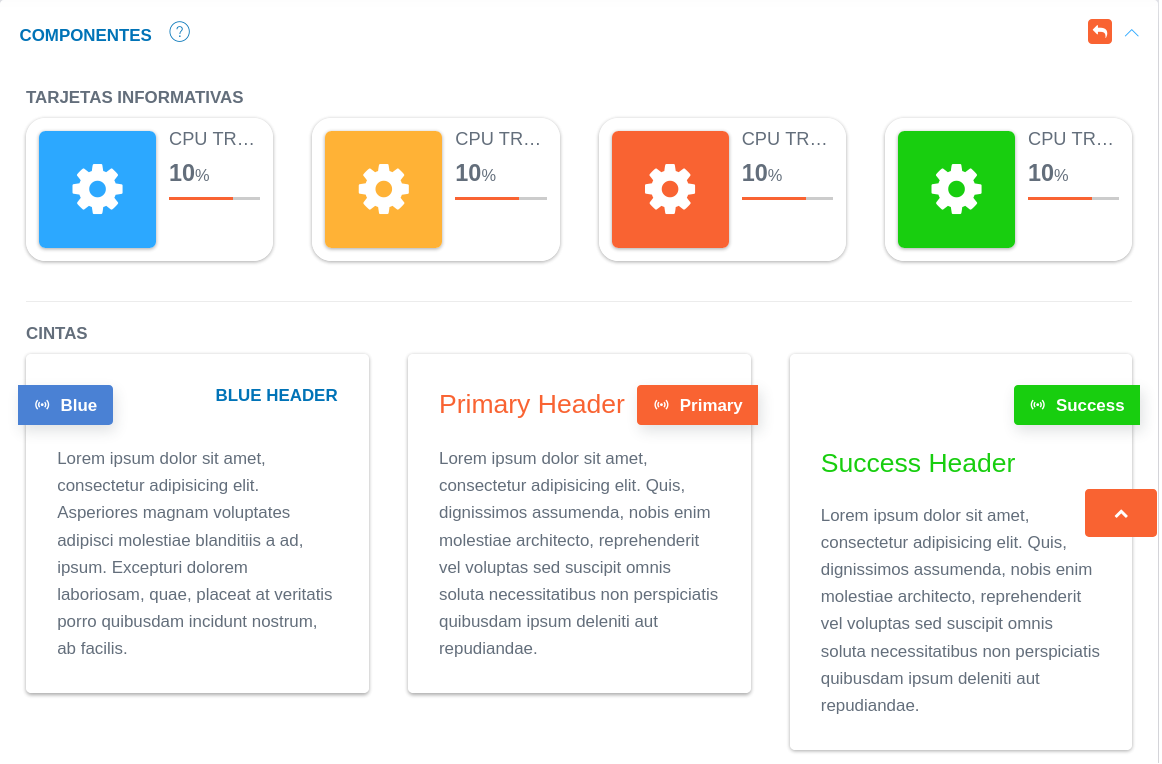 COMPONENTES ?
TARJETAS INFORMATIVAS
CPU TR...
10%
CPU TR...
10%
CPU TR...
10%
CPU TR...
10%
CINTAS
Blue
BLUE HEADER
Lorem ipsum dolor sit amet,
consectetur adipisicing elit.
Asperiores magnam voluptates
adipisci molestiae blanditiis a ad,
ipsum. Excepturi dolorem
laboriosam, quae, placeat at veritatis
porro quibusdam incidunt nostrum,
ab facilis.
Primary Header
Primary
Lorem ipsum dolor sit amet,
consectetur adipisicing elit. Quis,
dignissimos assumenda, nobis enim
molestiae architecto, reprehenderit
vel voluptas sed suscipit omnis
soluta necessitatibus non perspiciatis
quibusdam ipsum deleniti aut
repudiandae.
Success
Success Header
Lorem ipsum dolor sit amet,
consectetur adipisicing elit. Quis,
dignissimos assumenda, nobis enim
molestiae architecto, reprehenderit
vel voluptas sed suscipit omnis
soluta necessitatibus non perspiciatis
quibusdam ipsum deleniti aut
repudiandae.